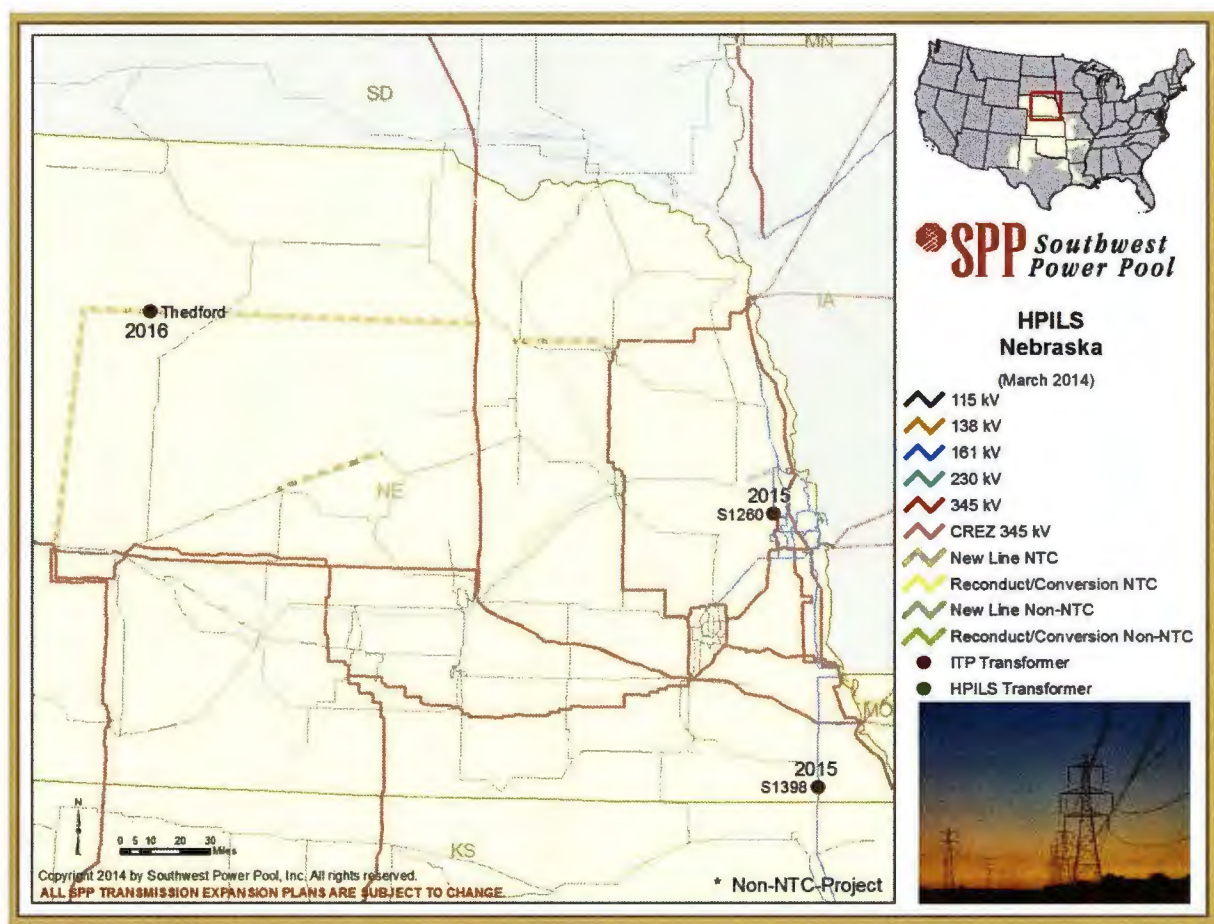 SD
MN
IA
NE
MO
KS
Thedford
2016
2015
S1260
2015
S1398
N
0 5 10 20 30
Miles
Copyright 2014 by Southwest Power Pool, Inc. All rights reserved.
ALL SPP TRANSMISSION EXPANSION PLANS ARE SUBJECT TO CHANGE.
* Non-NTC-Project
SPP Southwest
Power Pool
HPILS
Nebraska
(March 2014)
115 kV
138 kV
161 kV
230 kV
345 kV
CREZ 345 kV
New Line NTC
Reconduct/Conversion NTC
New Line Non-NTC
Reconduct/Conversion Non-NTC
ITP Transformer
HPILS Transformer